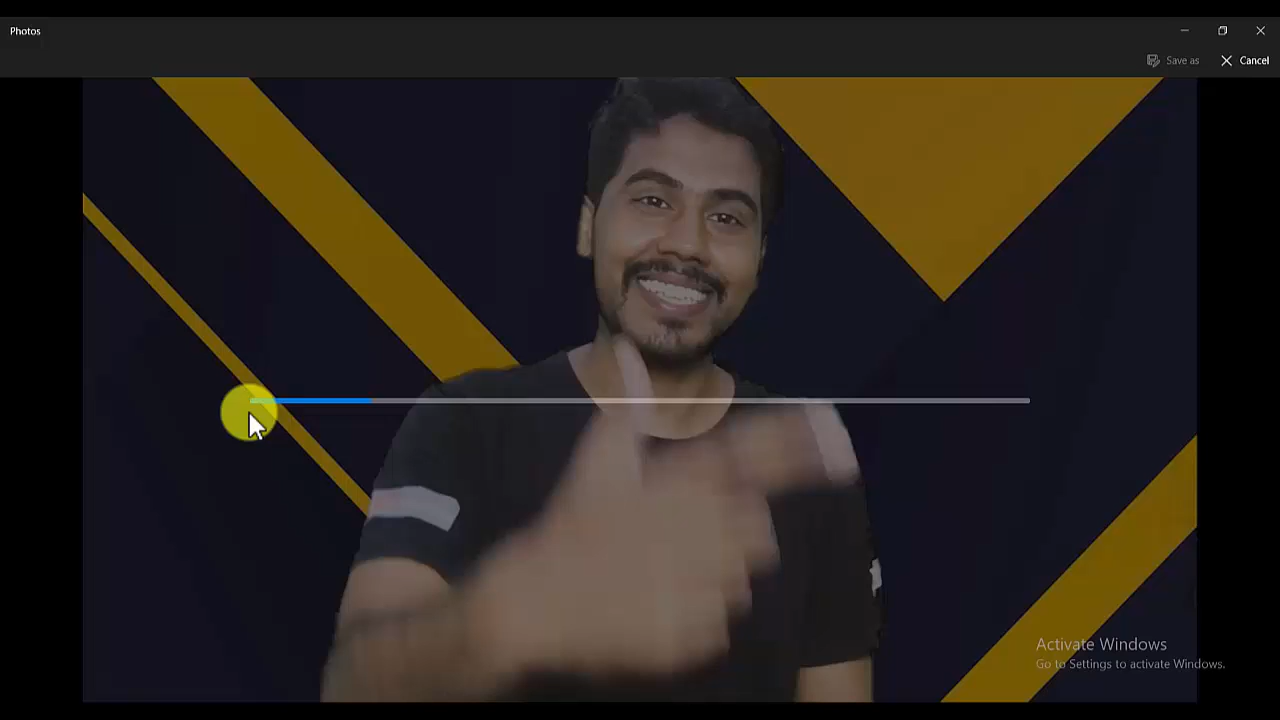 Photos
Save as
Cancel
Activate Windows
Go to Settings to activate Windows.